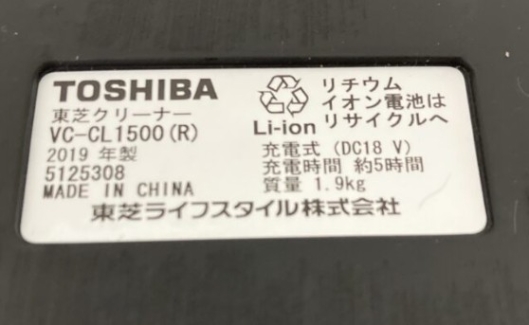 TOSHIBA
東芝クリーナー
VC-CL1500(R)
2019 年製
5125308
MADE IN CHINA
Li-ion
リチウム
イオン電池は
リサイクルへ
充電式 (DC18 V)
充電時間 約5時間
質量 1.9kg
東芝ライフスタイル株式会社